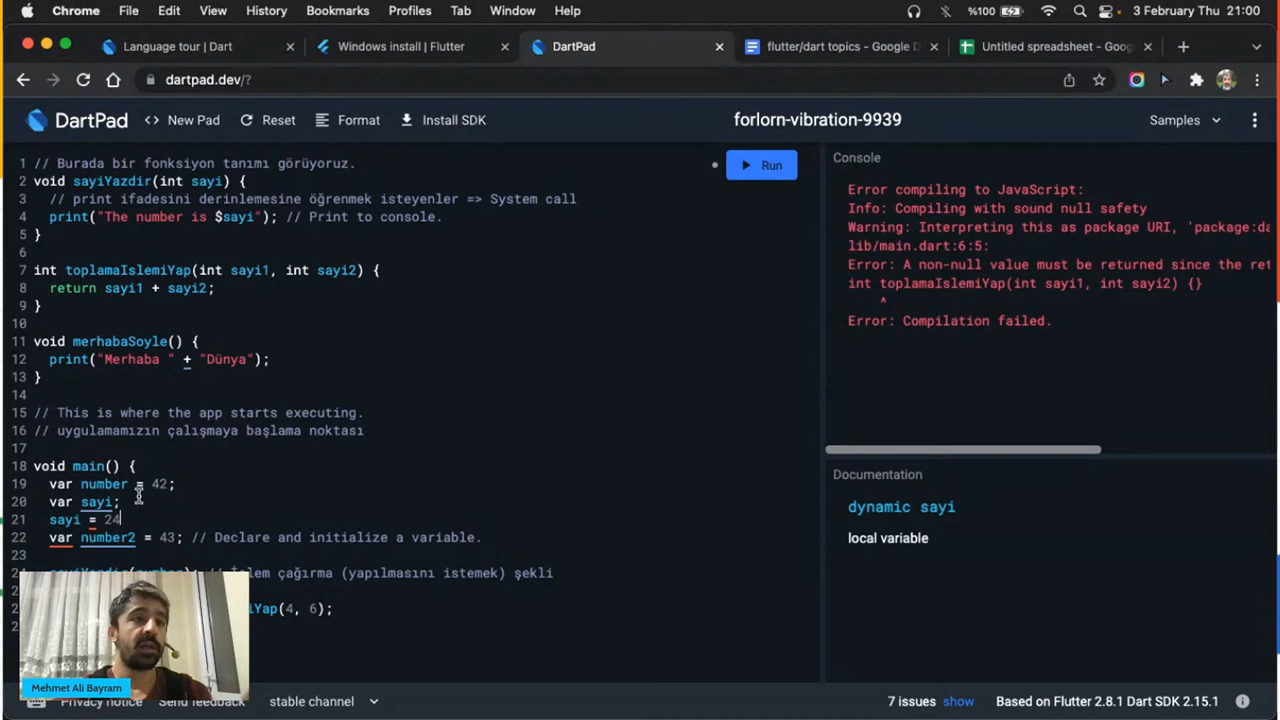 Chrome File Edit View History Bookmarks Profiles Tab Window Help %100 3 February Thu 21:00
Language tour | Dart Windows install | Flutter DartPad flutter/dart topics - Google D Untitled spreadsheet - Google
dartpad.dev/?
DartPad <> New Pad Reset Format Install SDK forlorn-vibration-9939 Samples
Run
1 // Burada bir fonksiyon tanımı görüyoruz.
2 void sayiYazdir(int sayi) {
3 // print ifadesini derinlemesine öğrenmek isteyenler => System call
4 print("The number is $sayi"); // Print to console.
5 }
6
7 int toplamaIslemiYap(int sayi1, int sayi2) {
8 return sayi1 + sayi2;
9 }
10
11 void merhabaSoyle() {
12 print("Merhaba " + "Dünya");
13 }
14
15 // This is where the app starts executing.
16 // uygulamamızın çalışmaya başlama noktası
17
18 void main() {
19 var number = 42;
20 var sayi;
21 sayi = 24
22 var number2 = 43; // Declare and initialize a variable.
23
İşlem çağırma (yapılmasını istemek) şekli
iYap(4, 6);
Console
Error compiling to JavaScript:
Info: Compiling with sound null safety
Warning: Interpreting this as package URI, 'package:da
lib/main.dart:6:5:
Error: A non-null value must be returned since the ret
int toplamaIslemiYap(int sayi1, int sayi2) {}
^
Error: Compilation failed.
Documentation
dynamic sayi
local variable
Mehmet Ali Bayram
Privacy notice Send feedback stable channel 7 issues show Based on Flutter 2.8.1 Dart SDK 2.15.1